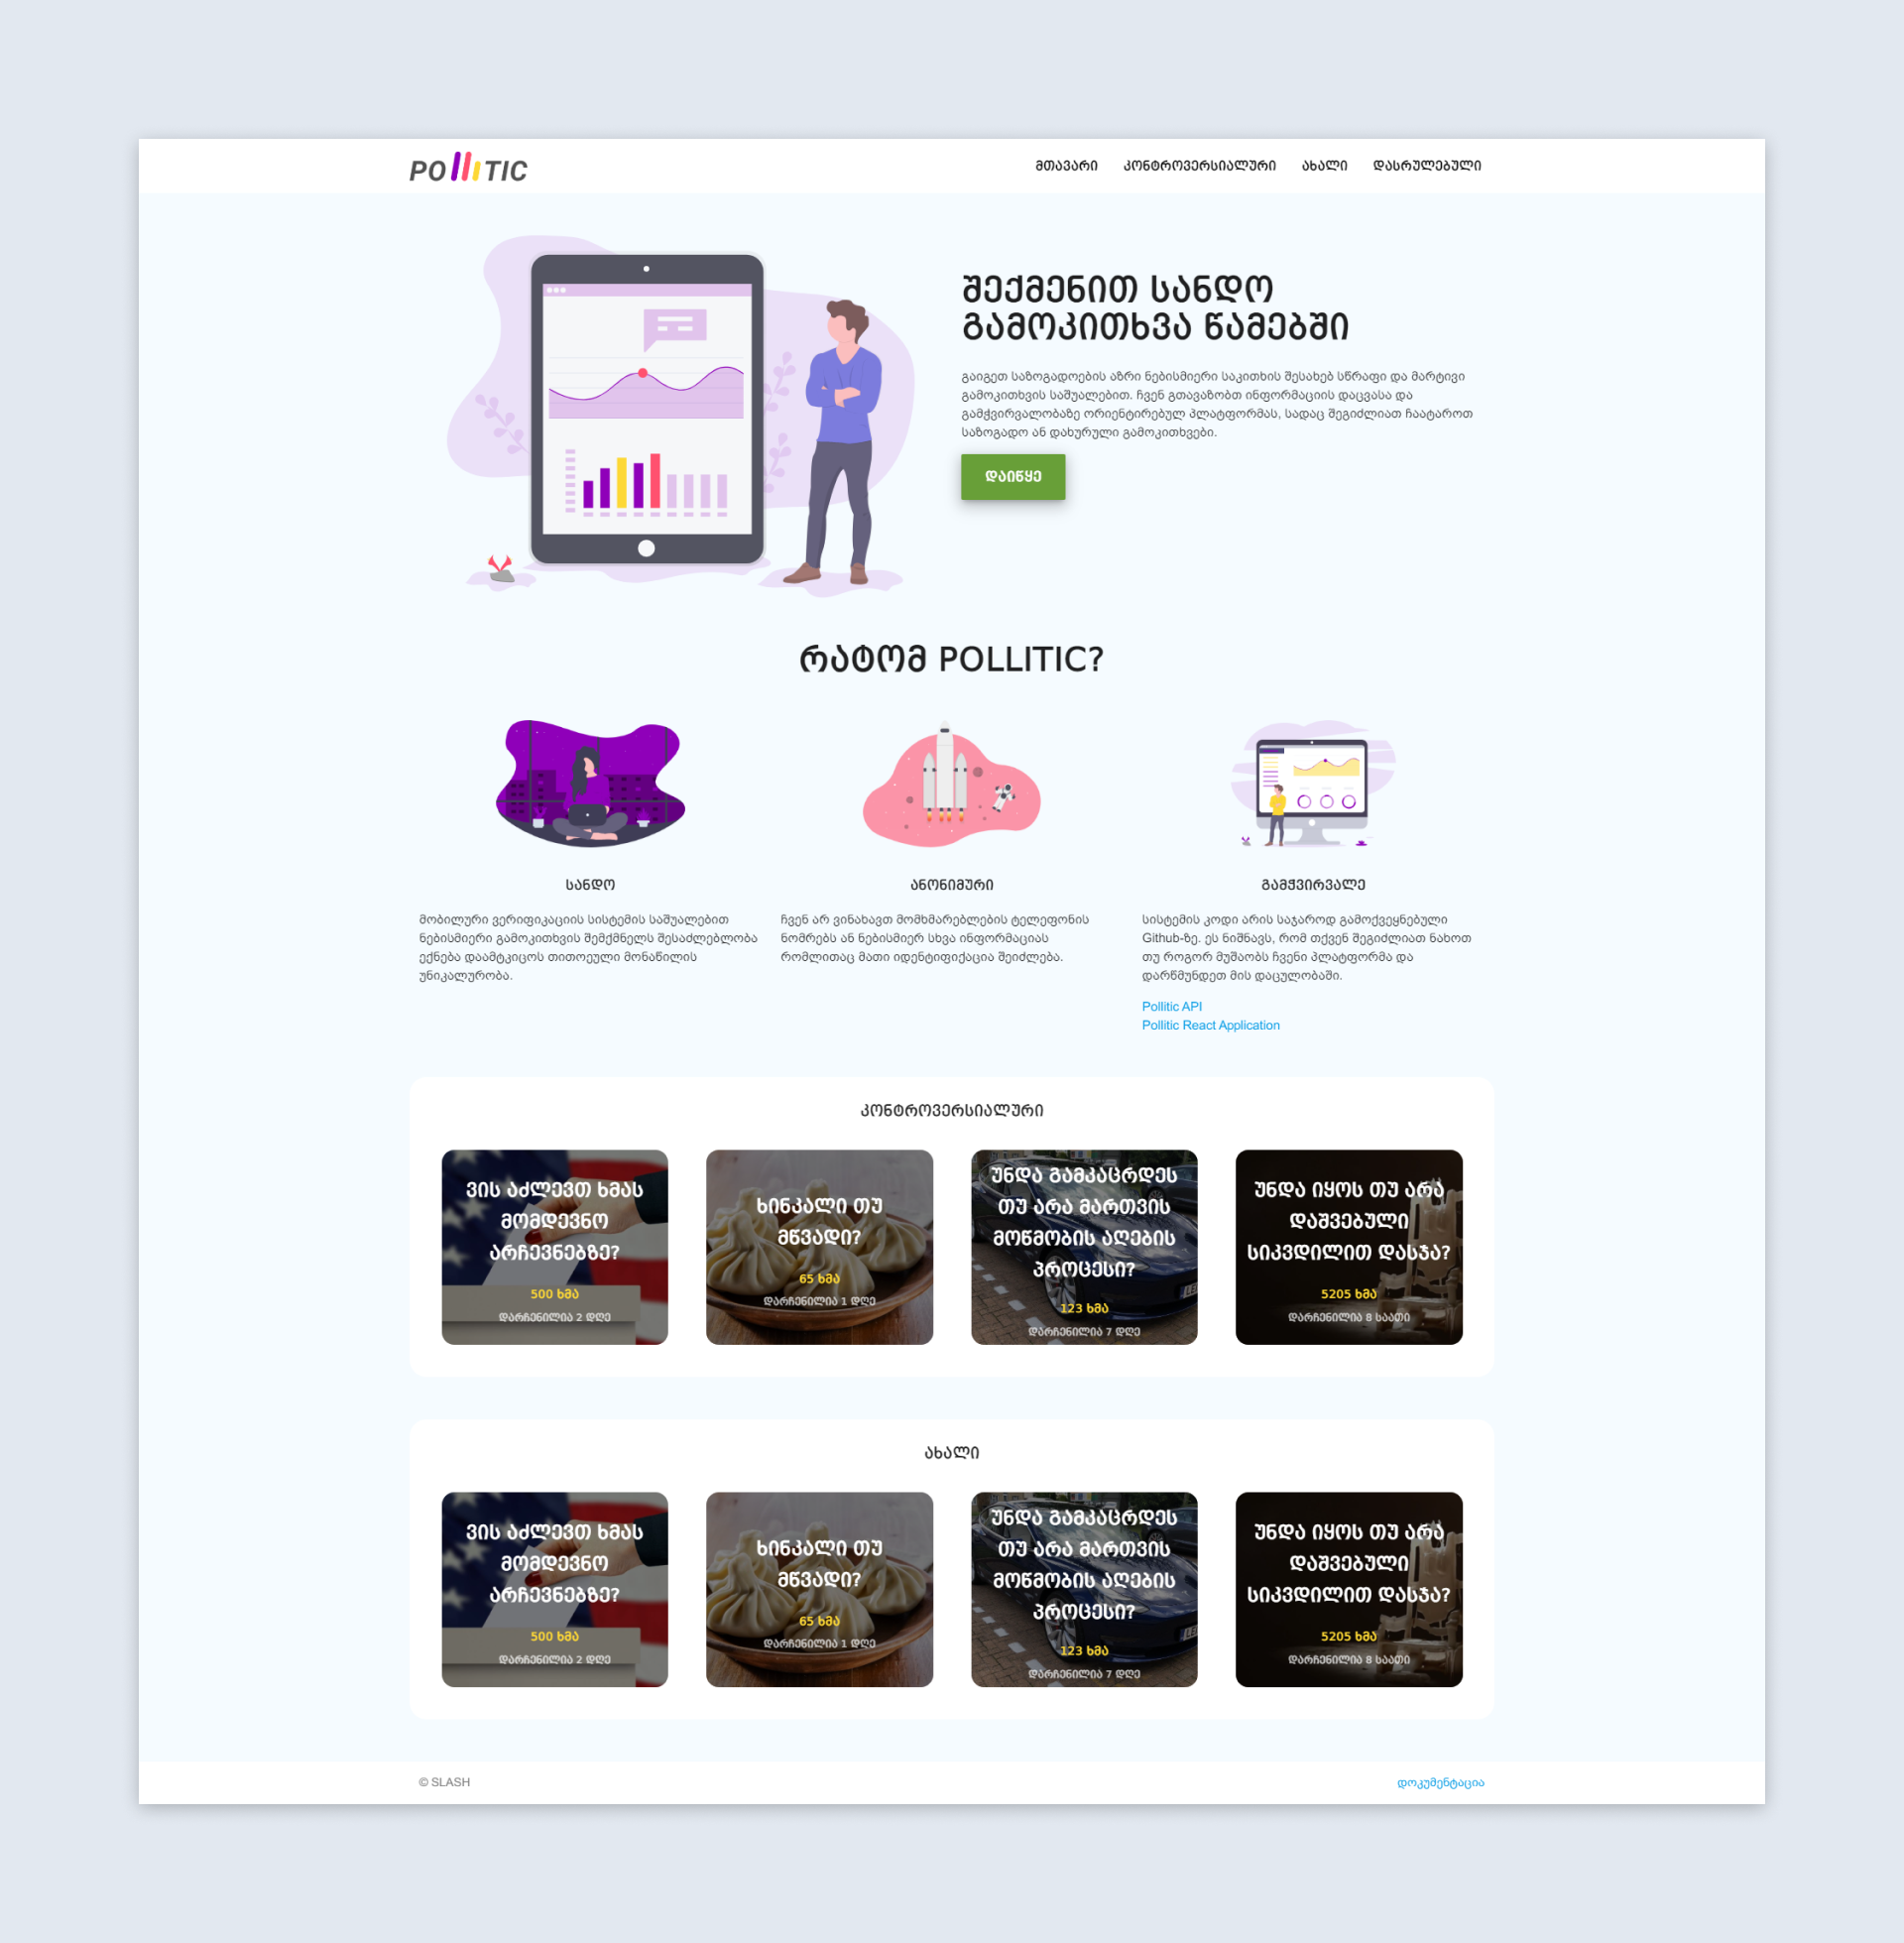 POLLITIC
მთავარი კონტროვერსიალური ახალი დასრულებული
შექმენით სანდო
გამოკითხვა წამებში
გაიგეთ საზოგადოების აზრი ნებისმიერი საკითხის შესახებ სწრაფი და მარტივი
გამოკითხვის საშუალებით. ჩვენ გთავაზობთ ინფორმაციის დაცვასა და
გამჭვირვალობაზე ორიენტირებულ პლატფორმას, სადაც შეგიძლიათ ჩაატაროთ
საზოგადო ან დახურული გამოკითხვები.
დაიწყე
რატომ POLLITIC?
სანდო
მობილური ვერიფიკაციის სისტემის საშუალებით
ნებისმიერი გამოკითხვის შემქმნელს შესაძლებლობა
ექნება დაამტკიცოს თითოეული მონაწილის
უნიკალურობა.
ანონიმური
ჩვენ არ ვინახავთ მომხმარებლების ტელეფონის
ნომრებს ან ნებისმიერ სხვა ინფორმაციას
რომლითაც მათი იდენტიფიქაცია შეიძლება.
გამჭვირვალე
სისტემის კოდი არის საჯაროდ გამოქვეყნებული
Github-ზე. ეს ნიშნავს, რომ თქვენ შეგიძლიათ ნახოთ
თუ როგორ მუშაობს ჩვენი პლატფორმა და
დარწმუნდეთ მის დაცულობაში.
Pollitic API
Pollitic React Application
კონტროვერსიალური
ვის აძლევთ ხმას
მომდევნო
არჩევნებზე?
500 ხმა
დარჩენილია 2 დღე
ხინკალი თუ
მწვადი?
65 ხმა
დარჩენილია 1 დღე
უნდა გამკაცრდეს
თუ არა მართვის
მოწმობის აღების
პროცესი?
123 ხმა
დარჩენილია 7 დღე
უნდა იყოს თუ არა
დაშვებული
სიკვდილით დასჯა?
5205 ხმა
დარჩენილია 8 საათი
ახალი
ვის აძლევთ ხმას
მომდევნო
არჩევნებზე?
500 ხმა
დარჩენილია 2 დღე
ხინკალი თუ
მწვადი?
65 ხმა
დარჩენილია 1 დღე
უნდა გამკაცრდეს
თუ არა მართვის
მოწმობის აღების
პროცესი?
123 ხმა
დარჩენილია 7 დღე
უნდა იყოს თუ არა
დაშვებული
სიკვდილით დასჯა?
5205 ხმა
დარჩენილია 8 საათი
© SLASH
დოკუმენტაცია